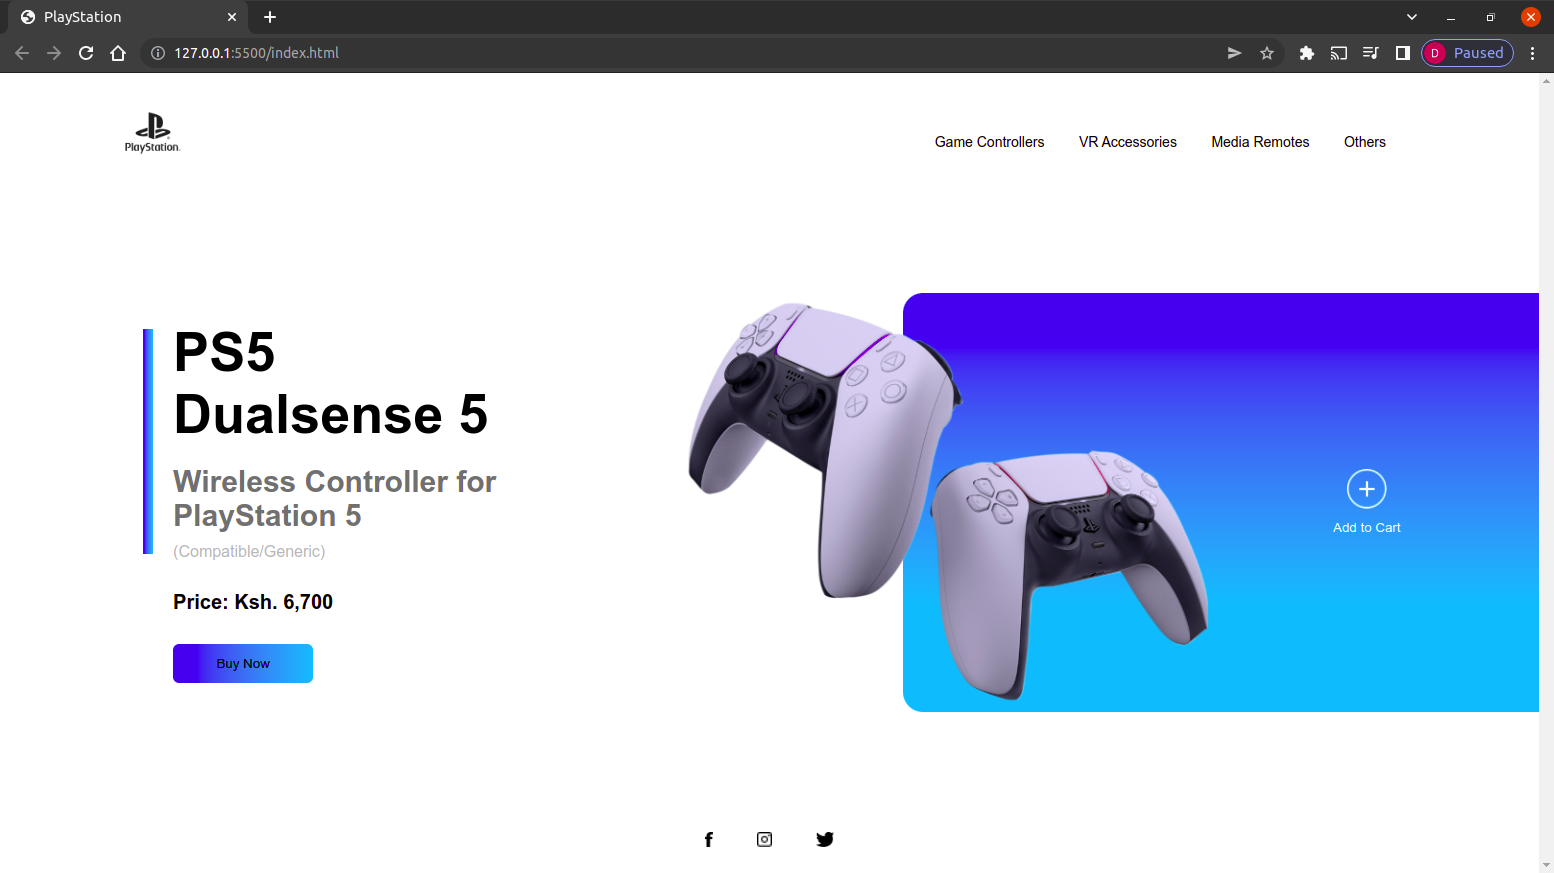 PlayStation
127.0.0.1:5500/index.html
D Paused
PlayStation
Game Controllers VR Accessories Media Remotes Others
PS5
Dualsense 5
Wireless Controller for
PlayStation 5
(Compatible/Generic)
Price: Ksh. 6,700
Buy Now
Add to Cart